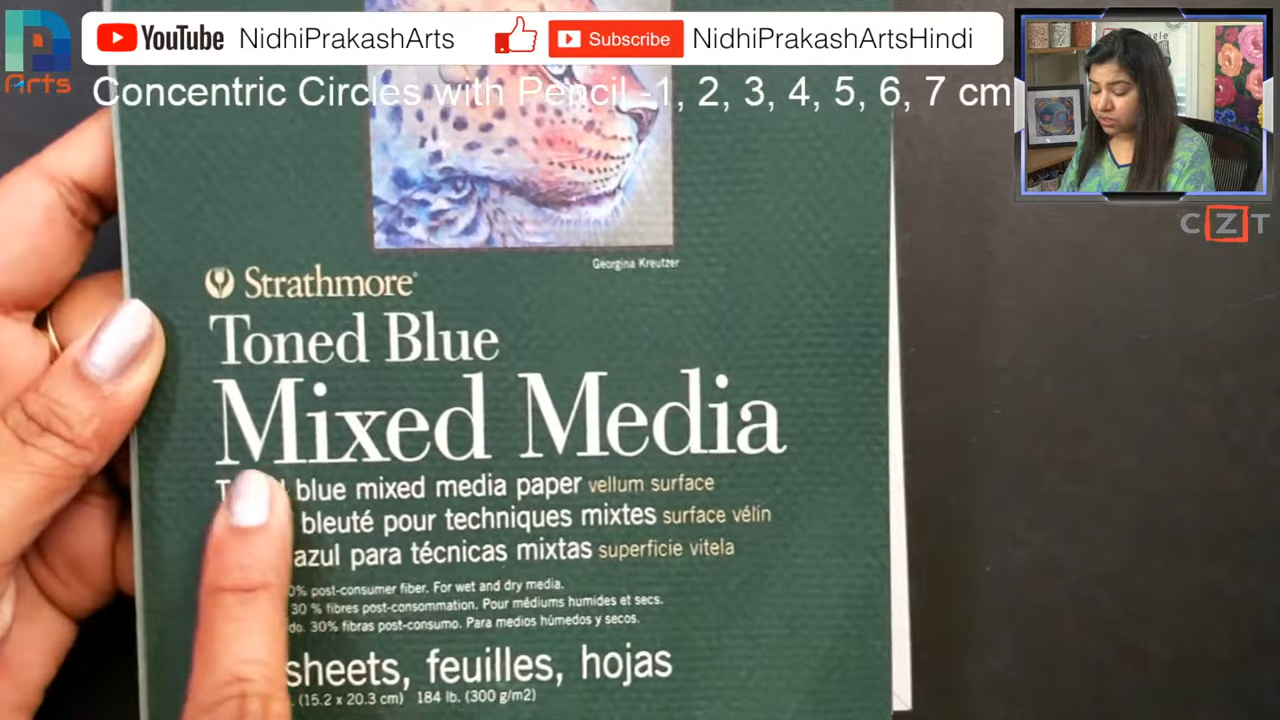 Arts
YouTube NidhiPrakashArts Subscribe NidhiPrakashArtsHindi
Concentric Circles with Pencil -1, 2, 3, 4, 5, 6, 7 cm
CZT
Georgina Kreutzer
Strathmore®
Toned Blue
Mixed Media
blue mixed media paper vellum surface
bleuté pour techniques mixtes surface vélin
azul para técnicas mixtas superficie vitela
post-consumer fiber. For wet and dry media.
30 % fibres post-consommation. Pour médiums humides et secs.
30% fibras post-consumo. Para medios húmedos y secos.
sheets, feuilles, hojas
(15.2 x 20.3 cm) 184 lb. (300 g/m2)